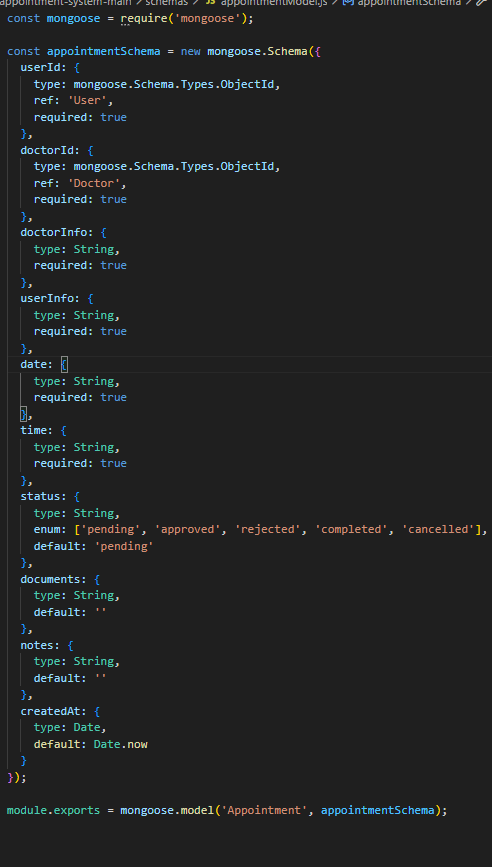 appointment-system-main > schemas > JS appointmentModel.js > appointmentSchema >
const mongoose = require('mongoose');

const appointmentSchema = new mongoose.Schema({
  userId: {
    type: mongoose.Schema.Types.ObjectId,
    ref: 'User',
    required: true
  },
  doctorId: {
    type: mongoose.Schema.Types.ObjectId,
    ref: 'Doctor',
    required: true
  },
  doctorInfo: {
    type: String,
    required: true
  },
  userInfo: {
    type: String,
    required: true
  },
  date: {
    type: String,
    required: true
  },
  time: {
    type: String,
    required: true
  },
  status: {
    type: String,
    enum: ['pending', 'approved', 'rejected', 'completed', 'cancelled'],
    default: 'pending'
  },
  documents: {
    type: String,
    default: ''
  },
  notes: {
    type: String,
    default: ''
  },
  createdAt: {
    type: Date,
    default: Date.now
  }
});

module.exports = mongoose.model('Appointment', appointmentSchema);